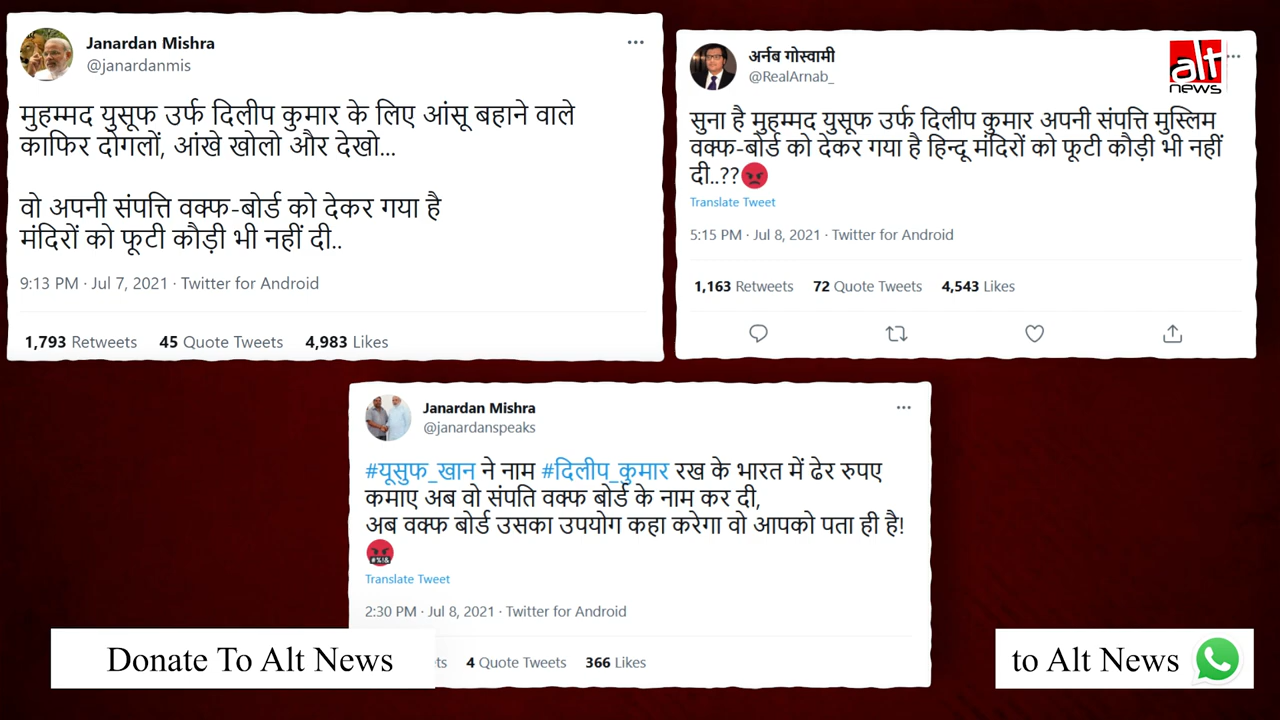 Janardan Mishra
@janardanmis
मुहम्मद युसूफ उर्फ दिलीप कुमार के लिए आंसू बहाने वाले
काफिर दोगलों, आंखे खोलो और देखो...
वो अपनी संपत्ति वक्फ-बोर्ड को देकर गया है
मंदिरों को फूटी कौड़ी भी नहीं दी..
9:13 PM · Jul 7, 2021 · Twitter for Android
1,793 Retweets 45 Quote Tweets 4,983 Likes
अर्नब गोस्वामी
@RealArnab_
alt
news
सुना है मुहम्मद युसूफ उर्फ दिलीप कुमार अपनी संपत्ति मुस्लिम
वक्फ-बोर्ड को देकर गया है हिन्दू मंदिरों को फूटी कौड़ी भी नहीं
दी..??😡
Translate Tweet
5:15 PM · Jul 8, 2021 · Twitter for Android
1,163 Retweets 72 Quote Tweets 4,543 Likes
Janardan Mishra
@janardanspeaks
#यूसुफ_खान ने नाम #दिलीप_कुमार रख के भारत में ढेर रुपए
कमाए अब वो संपति वक्फ बोर्ड के नाम कर दी,
अब वक्फ बोर्ड उसका उपयोग कहा करेगा वो आपको पता ही है!
🤬
Translate Tweet
2:30 PM · Jul 8, 2021 · Twitter for Android
ts 4 Quote Tweets 366 Likes
Donate To Alt News
to Alt News